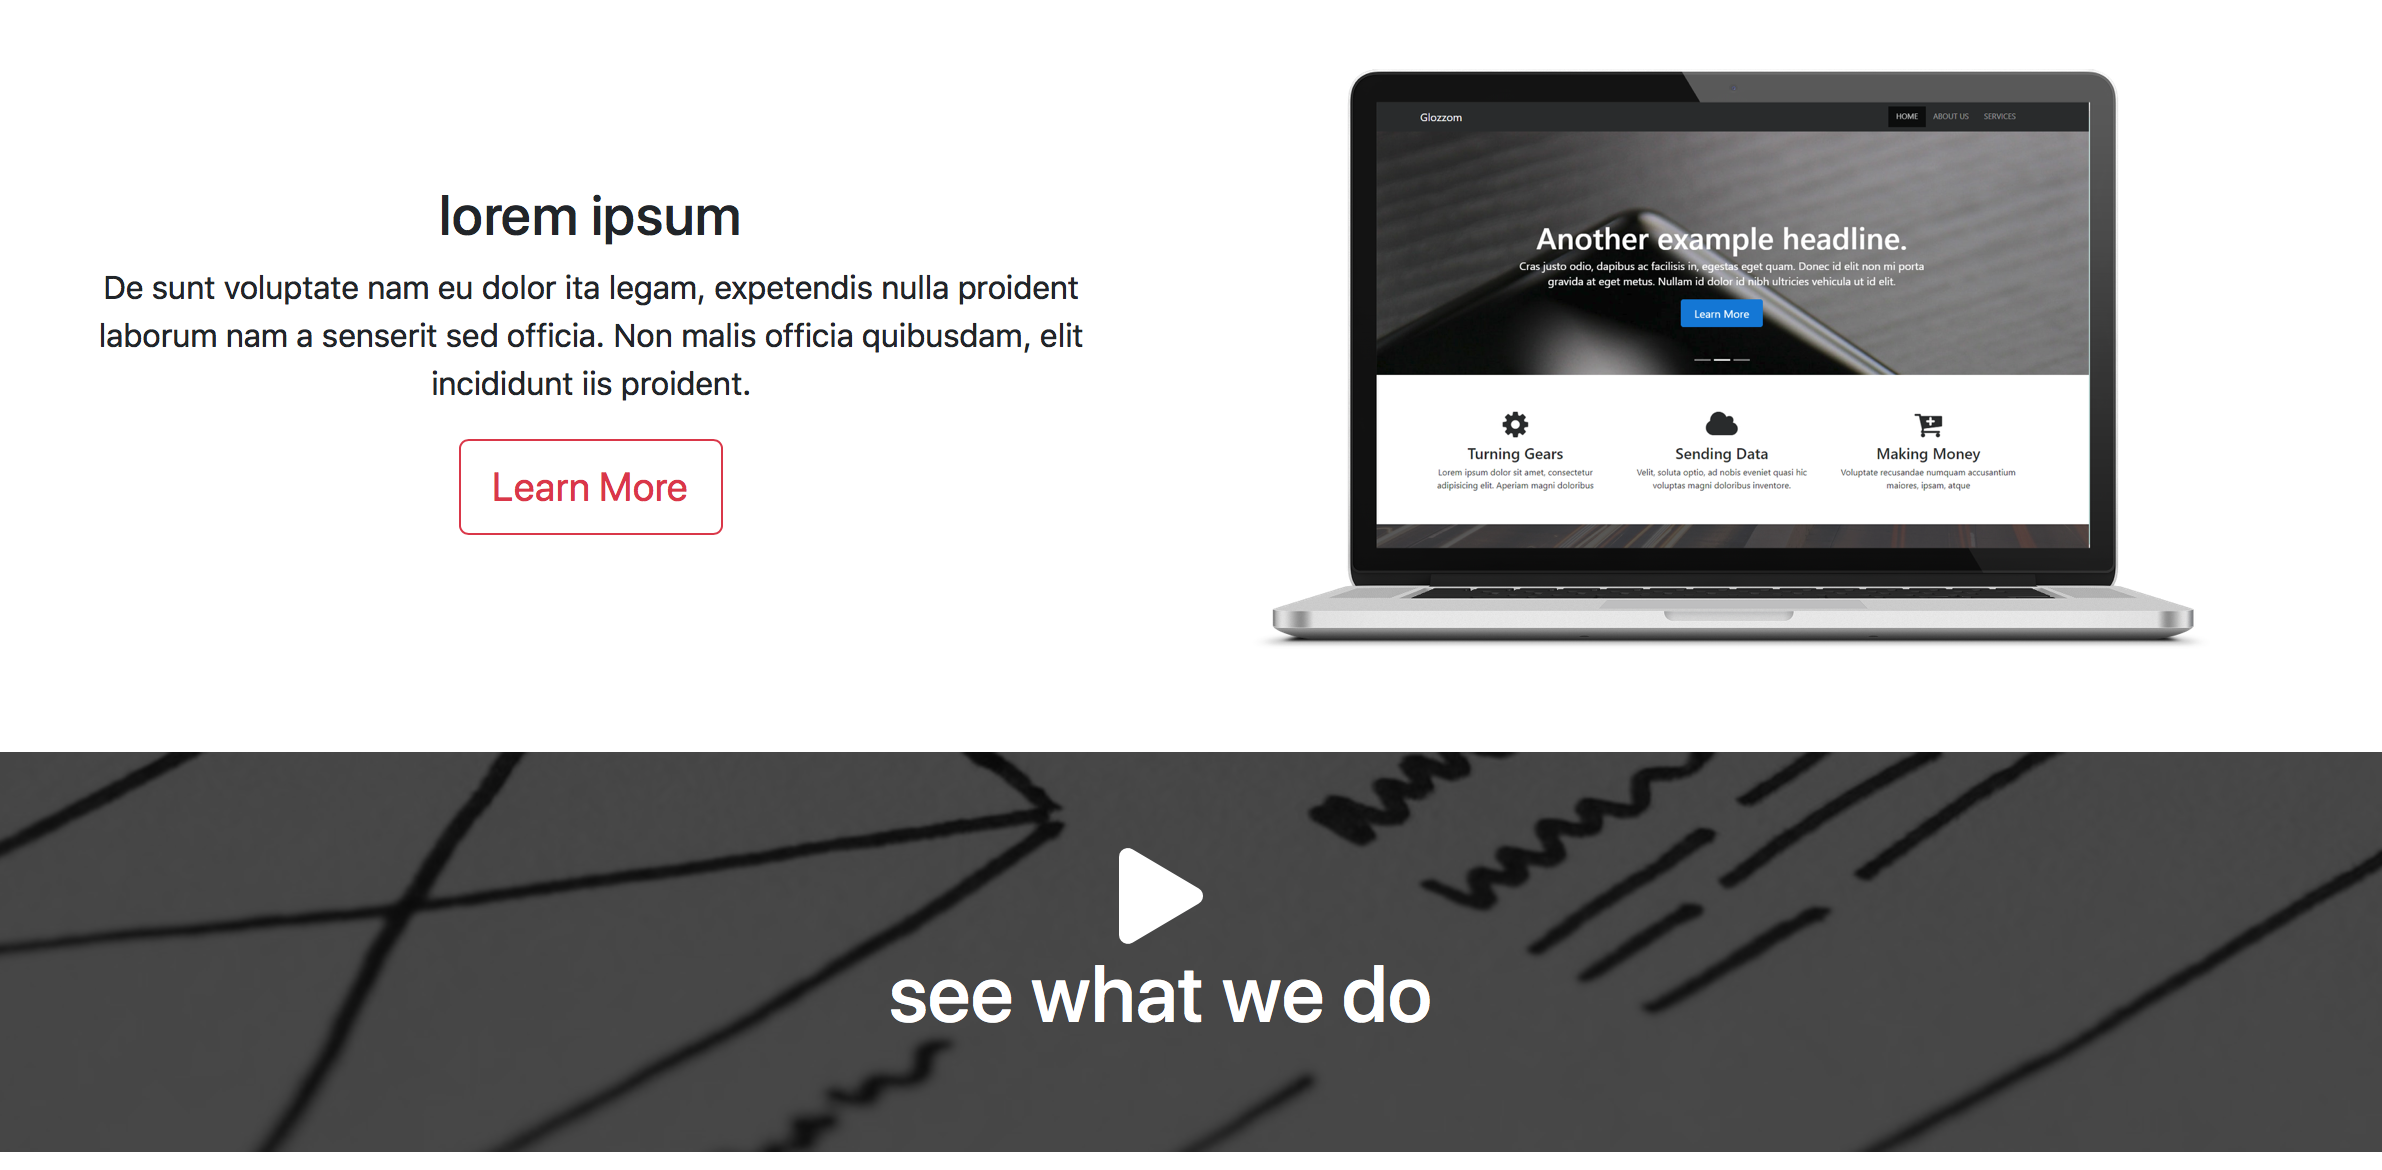 lorem ipsum
De sunt voluptate nam eu dolor ita legam, expetendis nulla proident
laborum nam a senserit sed officia. Non malis officia quibusdam, elit
incididunt iis proident.
Learn More
Glozzom
HOME ABOUT US SERVICES
Another example headline.
Cras justo odio, dapibus ac facilisis in, egestas eget quam. Donec id elit non mi porta
gravida at eget metus. Nullam id dolor id nibh ultricies vehicula ut id elit.
Learn More
Turning Gears
Lorem ipsum dolor sit amet, consectetur
adipisicing elit. Aperiam magni doloribus
Sending Data
Velit, soluta optio, ad nobis eveniet quasi hic
voluptas magni doloribus inventore.
Making Money
Voluptate recusandae numquam accusantium
maiores, ipsam, atque
see what we do